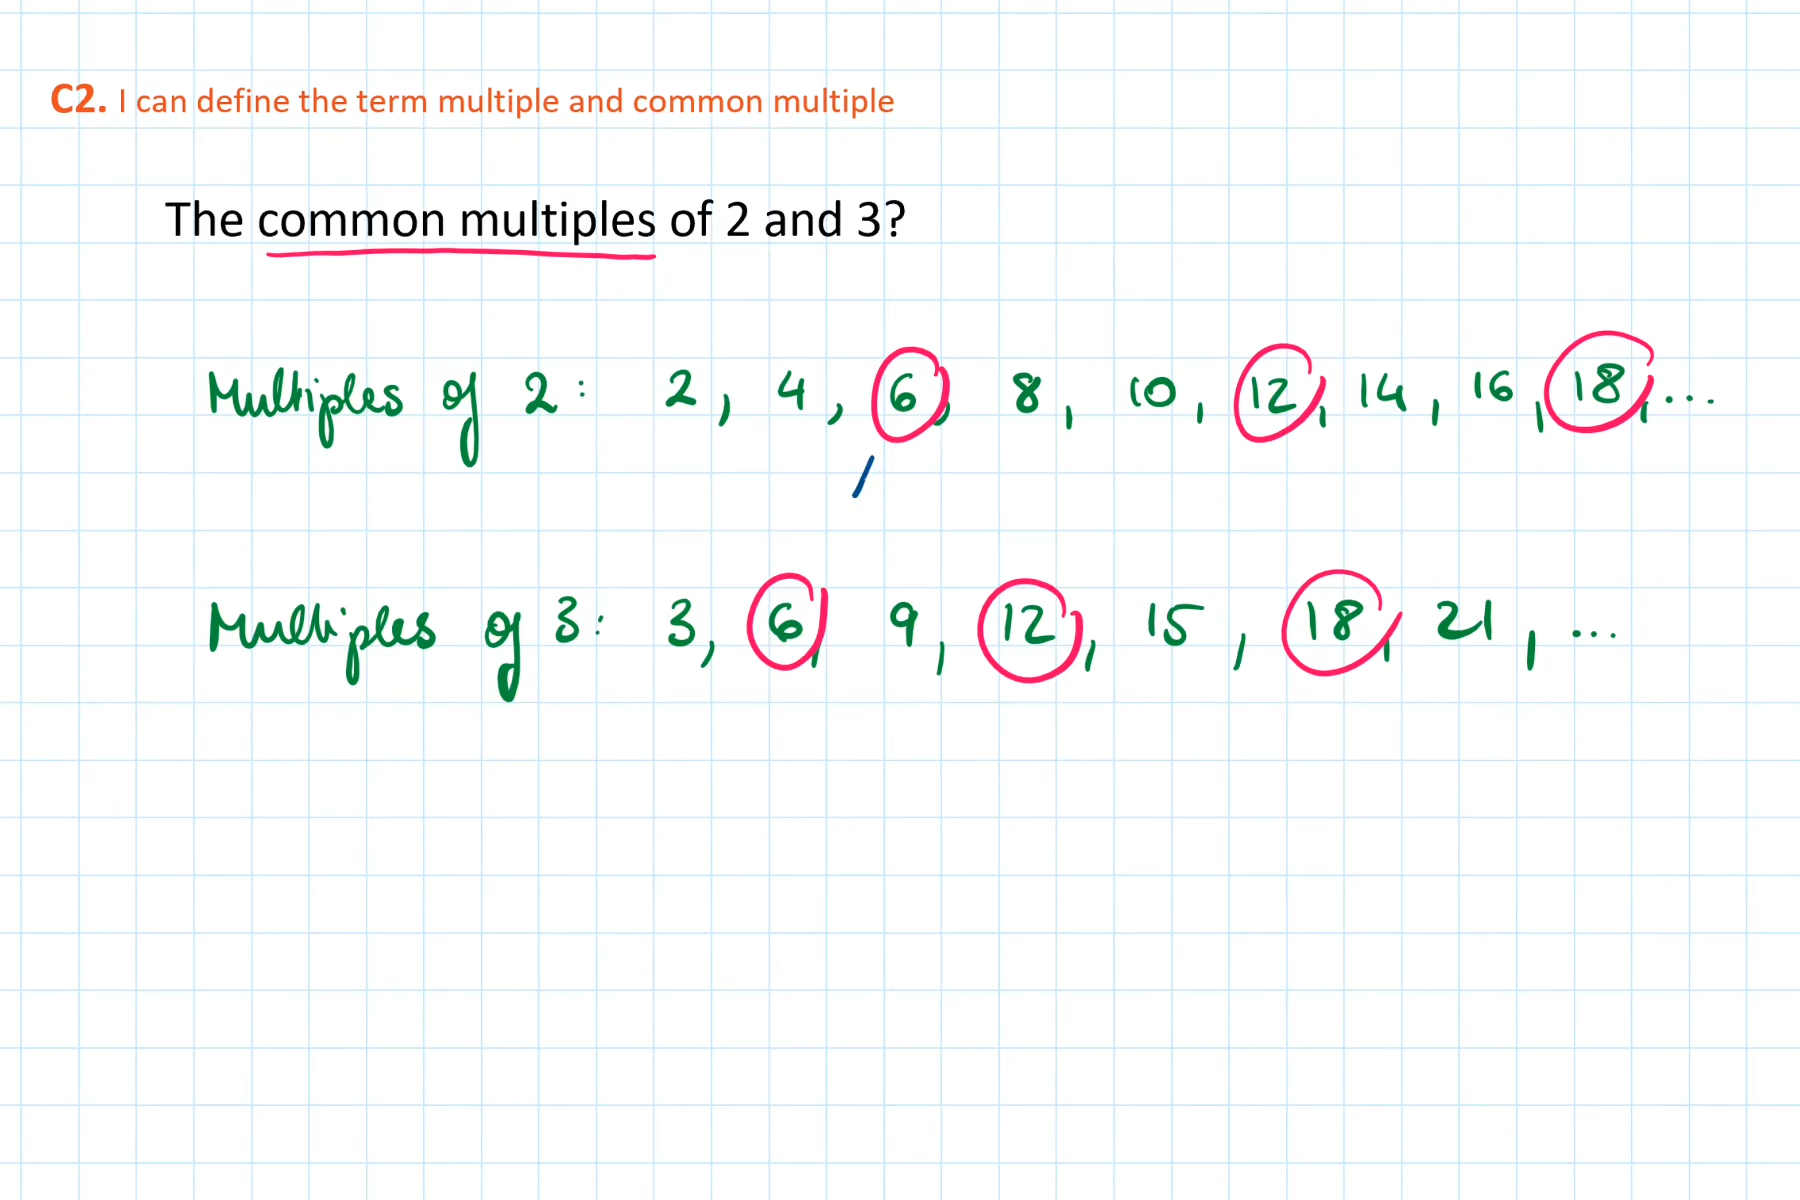 C2. I can define the term multiple and common multiple
The common multiples of 2 and 3?
Multiples of 2: 2, 4, 6, 8, 10, 12, 14, 16, 18, ...
Multiples of 3: 3, 6, 9, 12, 15, 18, 21, ...